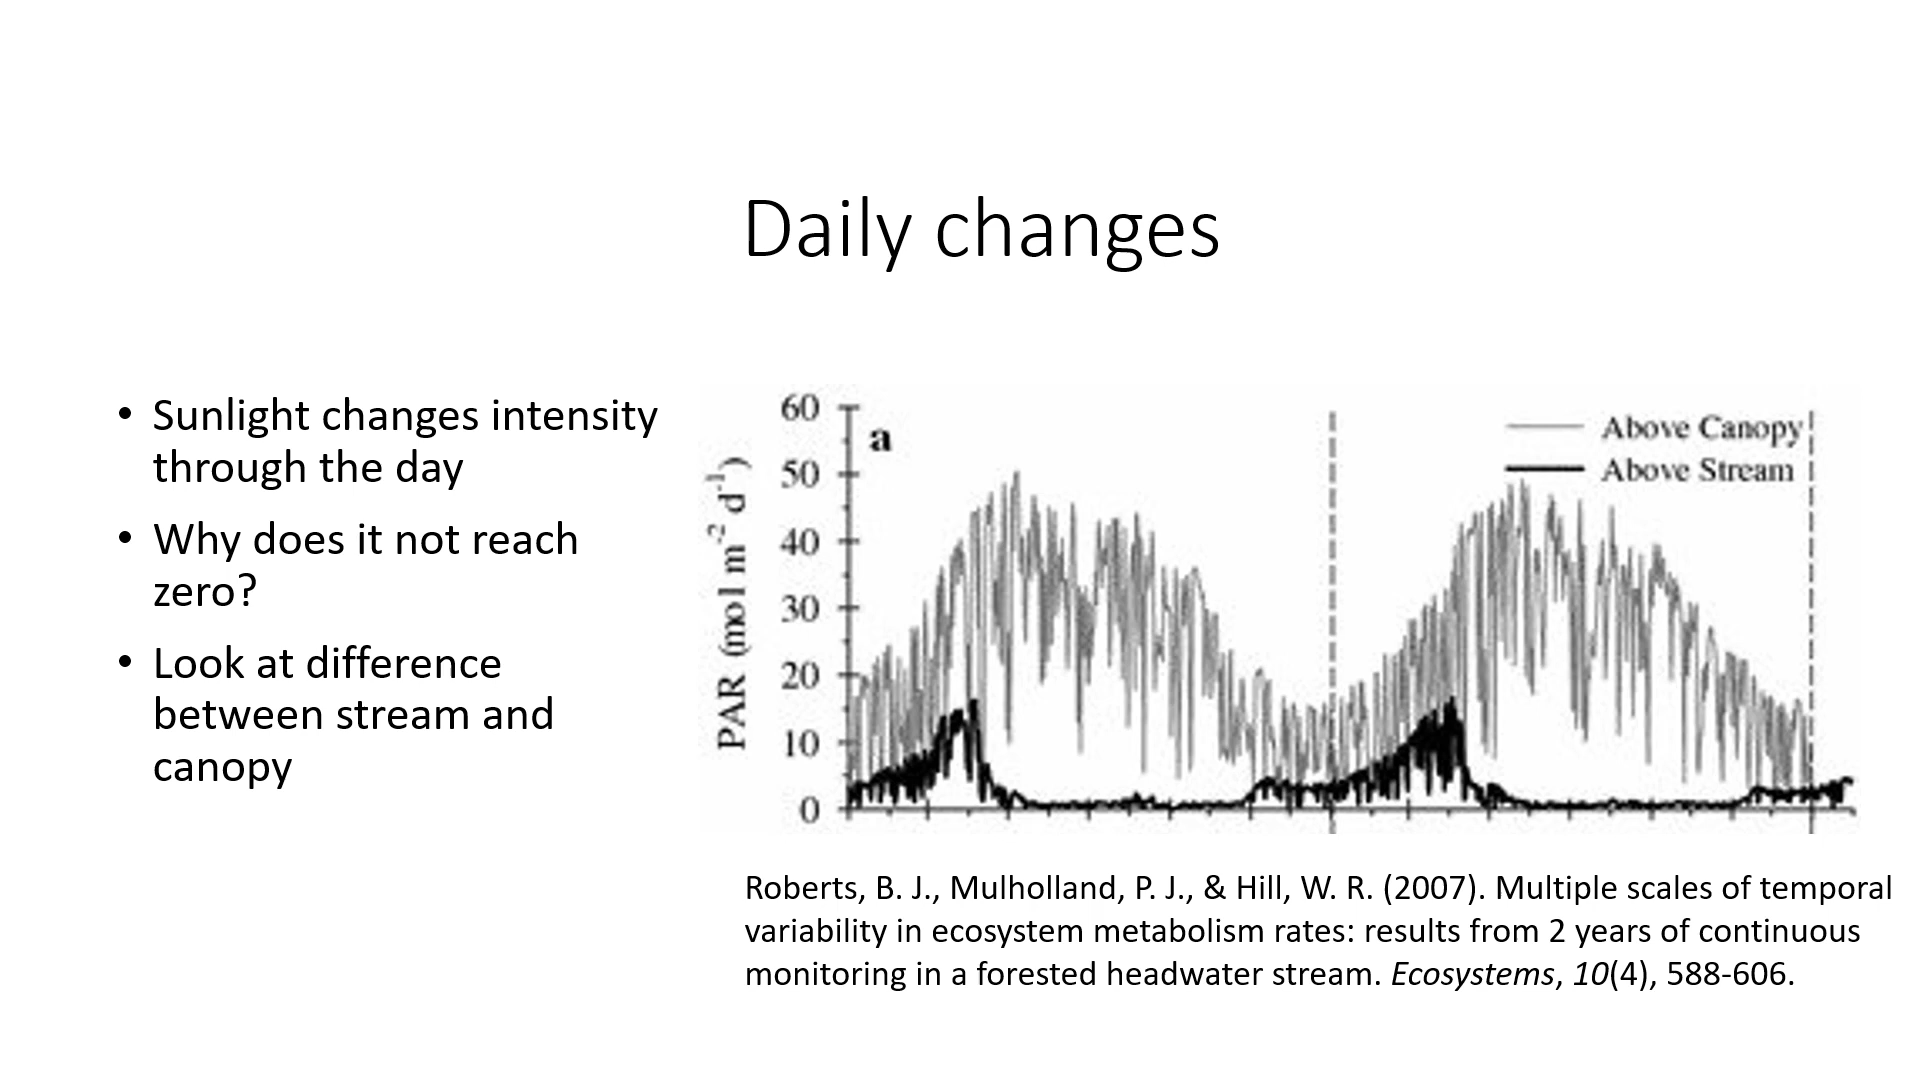 Daily changes
• Sunlight changes intensity
through the day
• Why does it not reach
zero?
• Look at difference
between stream and
canopy
60
50
40
30
20
10
0
PAR (mol m-2 d-1)
a
Above Canopy
Above Stream
Roberts, B. J., Mulholland, P. J., & Hill, W. R. (2007). Multiple scales of temporal
variability in ecosystem metabolism rates: results from 2 years of continuous
monitoring in a forested headwater stream. Ecosystems, 10(4), 588-606.